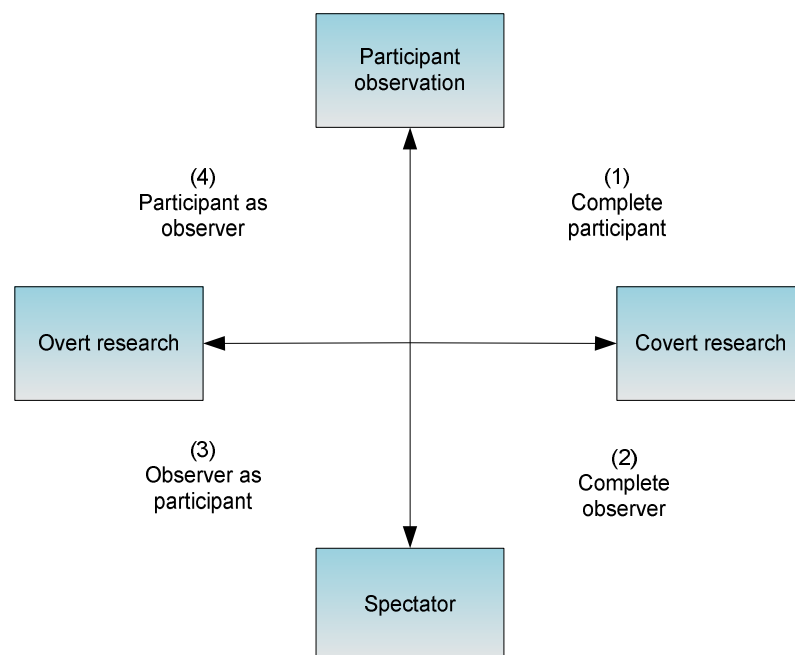 Participant
observation
(4)
Participant as
observer
(1)
Complete
participant
Overt research
Covert research
(3)
Observer as
participant
(2)
Complete
observer
Spectator